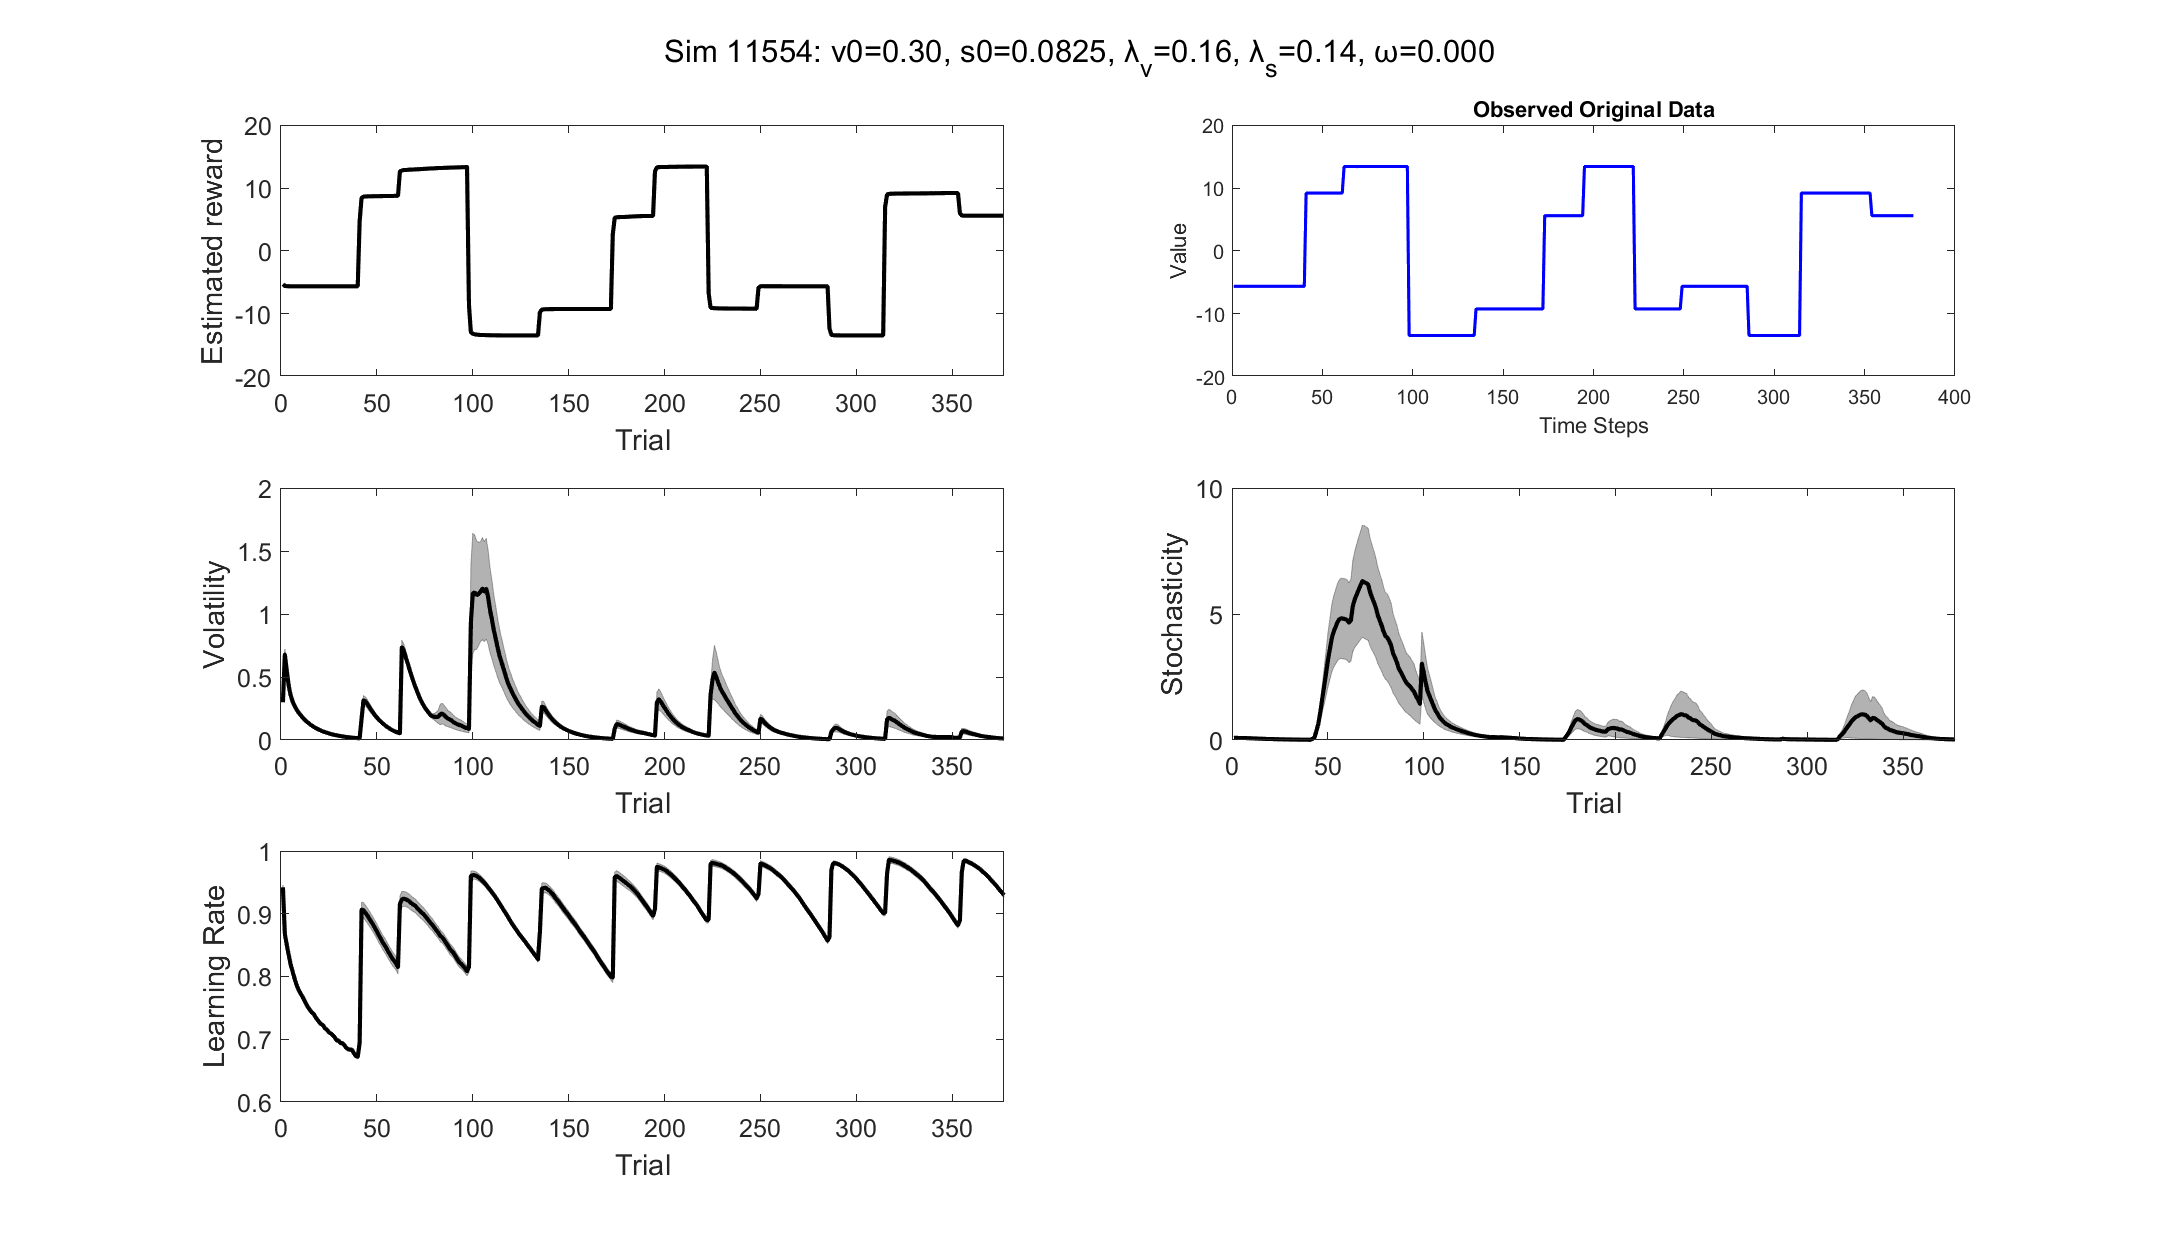 Sim 11554: v0=0.30, s0=0.0825, λ_v=0.16, λ_s=0.14, ω=0.000
Estimated reward
20
10
0
-10
-20
0 50 100 150 200 250 300 350
Trial
Observed Original Data
Value
20
10
0
-10
-20
0 50 100 150 200 250 300 350 400
Time Steps
Volatility
2
1.5
1
0.5
0
0 50 100 150 200 250 300 350
Trial
Stochasticity
10
5
0
0 50 100 150 200 250 300 350
Trial
Learning Rate
1
0.9
0.8
0.7
0.6
0 50 100 150 200 250 300 350
Trial